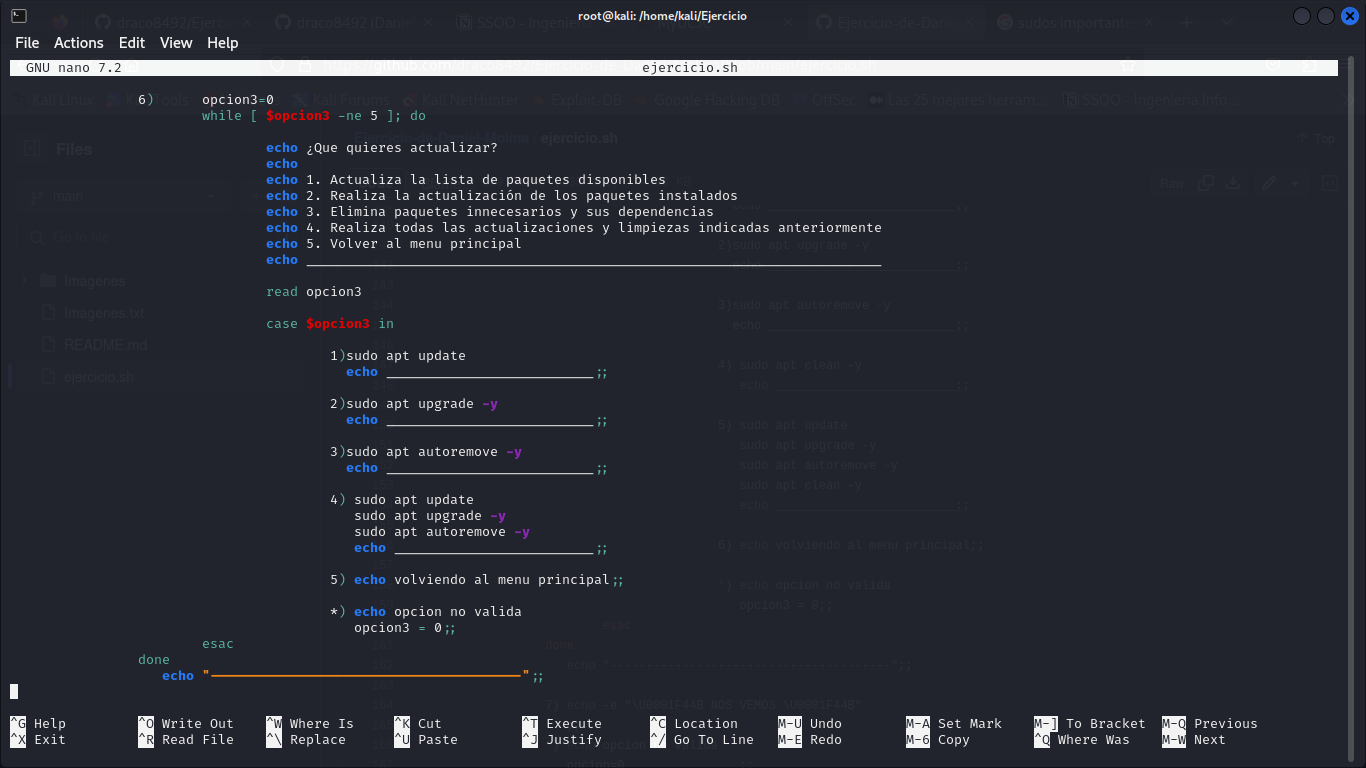 root@kali: /home/kali/Ejercicio
File Actions Edit View Help
GNU nano 7.2 ejercicio.sh
6) opcion3=0
while [ $opcion3 -ne 5 ]; do
echo ¿Que quieres actualizar?
echo
echo 1. Actualiza la lista de paquetes disponibles
echo 2. Realiza la actualización de los paquetes instalados
echo 3. Elimina paquetes innecesarios y sus dependencias
echo 4. Realiza todas las actualizaciones y limpiezas indicadas anteriormente
echo 5. Volver al menu principal
echo ________________________________________________________________________
read opcion3
case $opcion3 in
1)sudo apt update
echo __________________________;;
2)sudo apt upgrade -y
echo __________________________;;
3)sudo apt autoremove -y
echo __________________________;;
4) sudo apt update
sudo apt upgrade -y
sudo apt autoremove -y
echo _________________________;;
5) echo volviendo al menu principal;;
*) echo opcion no valida
opcion3 = 0;;
esac
done
echo "---------------------------------------";;
^G Help ^O Write Out ^W Where Is ^K Cut ^T Execute ^C Location M-U Undo M-A Set Mark M-] To Bracket M-Q Previous
^X Exit ^R Read File ^\ Replace ^U Paste ^J Justify ^/ Go To Line M-E Redo M-6 Copy ^Q Where Was M-W Next